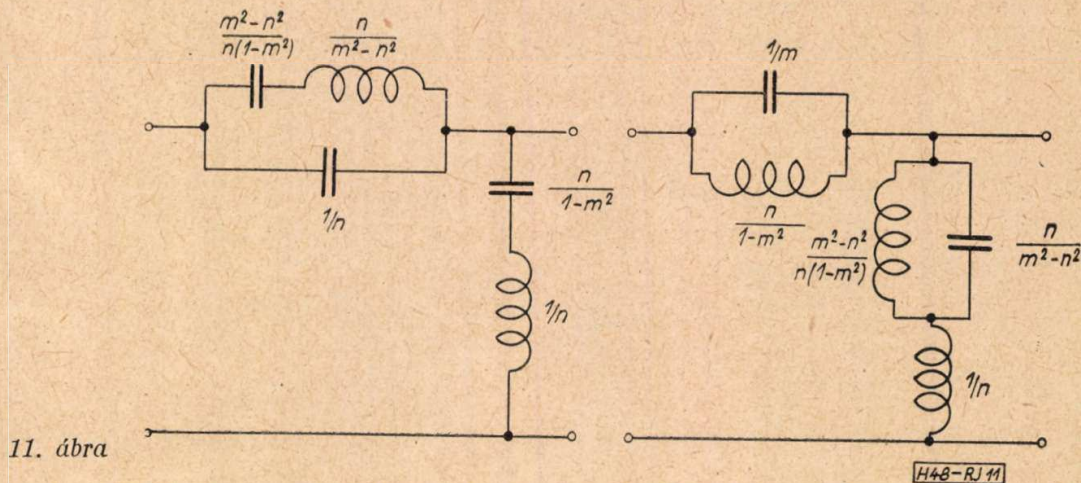 m²-n²
n(1-m²)
n
m²-n²
1/n
n
1-m²
1/n
1/m
n
1-m²
m²-n²
n(1-m²)
n
m²-n²
1/n
11. ábra
H48-RJ 11